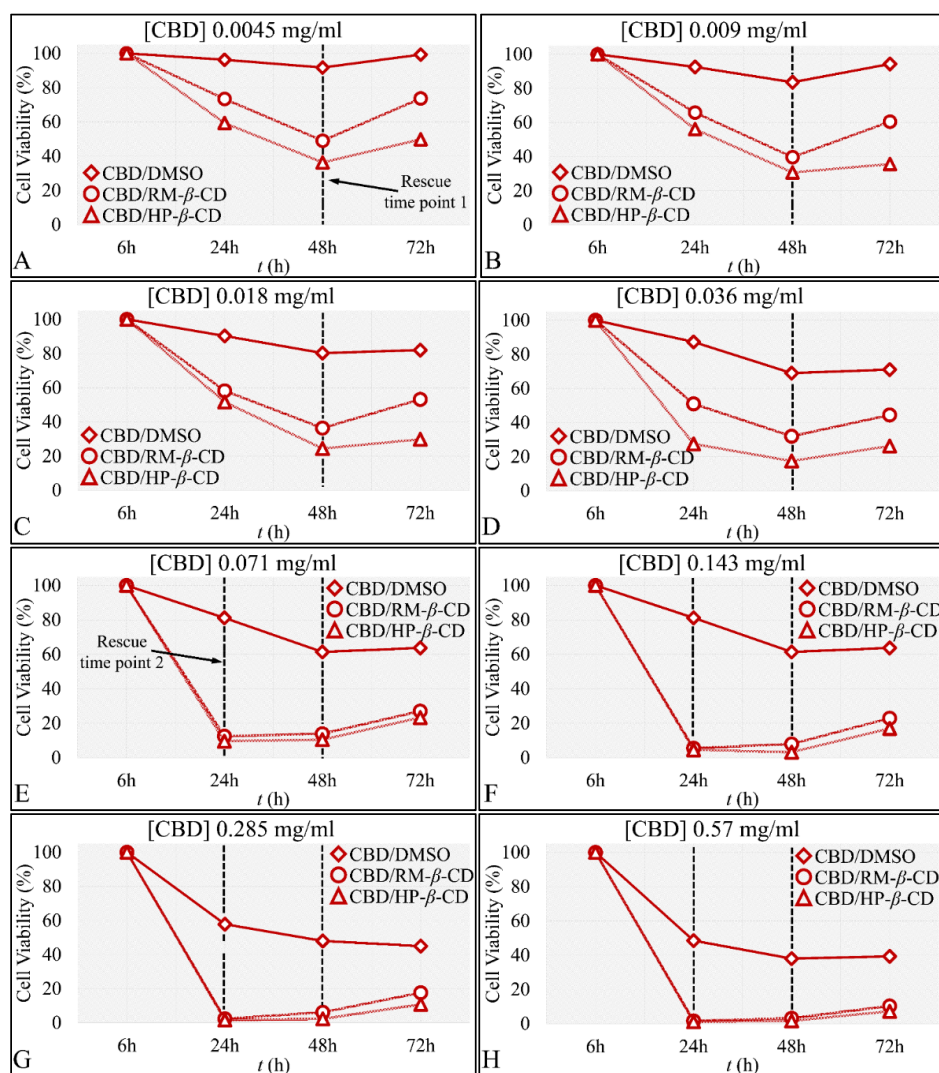 [CBD] 0.0045 mg/ml
Cell Viability (%)
100
80
60
40
20
0
CBD/DMSO
CBD/RM-β-CD
CBD/HP-β-CD
Rescue
time point 1
6h 24h 48h 72h
t (h)
A
[CBD] 0.009 mg/ml
Cell Viability (%)
100
80
60
40
20
0
CBD/DMSO
CBD/RM-β-CD
CBD/HP-β-CD
6h 24h 48h 72h
t (h)
B
[CBD] 0.018 mg/ml
Cell Viability (%)
100
80
60
40
20
0
CBD/DMSO
CBD/RM-β-CD
CBD/HP-β-CD
6h 24h 48h 72h
t (h)
C
[CBD] 0.036 mg/ml
Cell Viability (%)
100
80
60
40
20
0
CBD/DMSO
CBD/RM-β-CD
CBD/HP-β-CD
6h 24h 48h 72h
t (h)
D
[CBD] 0.071 mg/ml
Cell Viability (%)
100
80
60
40
20
0
CBD/DMSO
CBD/RM-β-CD
CBD/HP-β-CD
Rescue
time point 2
6h 24h 48h 72h
t (h)
E
[CBD] 0.143 mg/ml
Cell Viability (%)
100
80
60
40
20
0
CBD/DMSO
CBD/RM-β-CD
CBD/HP-β-CD
6h 24h 48h 72h
t (h)
F
[CBD] 0.285 mg/ml
Cell Viability (%)
100
80
60
40
20
0
CBD/DMSO
CBD/RM-β-CD
CBD/HP-β-CD
6h 24h 48h 72h
t (h)
G
[CBD] 0.57 mg/ml
Cell Viability (%)
100
80
60
40
20
0
CBD/DMSO
CBD/RM-β-CD
CBD/HP-β-CD
6h 24h 48h 72h
t (h)
H